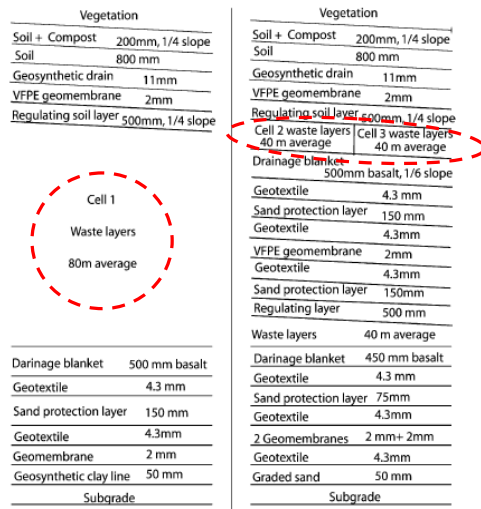 Vegetation
Soil + Compost 200mm, 1/4 slope
Soil 800 mm
Geosynthetic drain 11mm
VFPE geomembrane 2mm
Regulating soil layer 500mm, 1/4 slope
Cell 1
Waste layers
80m average
Darinage blanket 500 mm basalt
Geotextile 4.3 mm
Sand protection layer 150 mm
Geotextile 4.3mm
Geomembrane 2 mm
Geosynthetic clay line 50 mm
Subgrade
Vegetation
Soil + Compost 200mm, 1/4 slope
Soil 800 mm
Geosynthetic drain 11mm
VFPE geomembrane 2mm
Regulating soil layer 500mm, 1/4 slope
Cell 2 waste layers Cell 3 waste layers
40 m average 40 m average
Drainage blanket
500mm basalt, 1/6 slope
Geotextile 4.3 mm
Sand protection layer 150 mm
Geotextile 4.3mm
VFPE geomembrane 2mm
Geotextile 4.3mm
Sand protection layer 150mm
Regulating layer 500 mm
Waste layers 40 m average
Darinage blanket 450 mm basalt
Geotextile 4.3 mm
Sand protection layer 75mm
Geotextile 4.3mm
2 Geomembranes 2 mm+ 2mm
Geotextile 4.3mm
Graded sand 50 mm
Subgrade